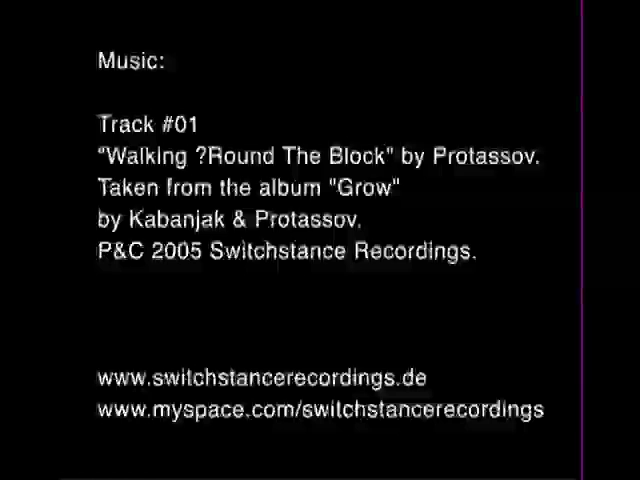 Music:
Track #01
"Walking ?Round The Block" by Protassov.
Taken from the album "Grow"
by Kabanjak & Protassov.
P&C 2005 Switchstance Recordings.
www.switchstancerecordings.de
www.myspace.com/switchstancerecordings